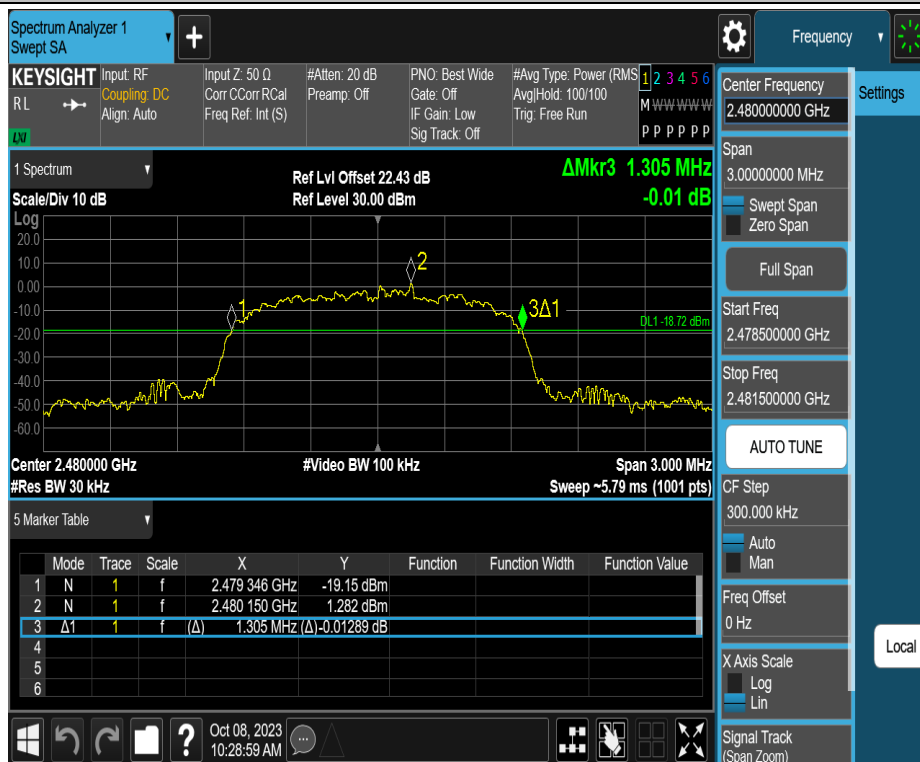 Spectrum Analyzer 1
Swept SA
+
Frequency
KEYSIGHT
RL
LXI
Input: RF
Coupling: DC
Align: Auto
Input Z: 50 Ω
Corr CCorr RCal
Freq Ref: Int (S)
#Atten: 20 dB
Preamp: Off
PNO: Best Wide
Gate: Off
IF Gain: Low
Sig Track: Off
#Avg Type: Power (RMS
Avg|Hold: 100/100
Trig: Free Run
1 2 3 4 5 6
M W W W W W
P P P P P P
1 Spectrum
Scale/Div 10 dB
Ref Lvl Offset 22.43 dB
Ref Level 30.00 dBm
ΔMkr3 1.305 MHz
-0.01 dB
Log
20.0
10.0
0.00
-10.0
-20.0
-30.0
-40.0
-50.0
-60.0
1
2
3Δ1
DL1 -18.72 dBm
Center 2.480000 GHz
#Video BW 100 kHz
Span 3.000 MHz
#Res BW 30 kHz
Sweep ~5.79 ms (1001 pts)
5 Marker Table
Mode Trace Scale X Y Function Function Width Function Value
1 N 1 f 2.479 346 GHz -19.15 dBm
2 N 1 f 2.480 150 GHz 1.282 dBm
3 Δ1 1 f (Δ) 1.305 MHz (Δ) -0.01289 dB
4
5
6
?
Oct 08, 2023
10:28:59 AM
Center Frequency
2.480000000 GHz
Settings
Span
3.00000000 MHz
Swept Span
Zero Span
Full Span
Start Freq
2.478500000 GHz
Stop Freq
2.481500000 GHz
AUTO TUNE
CF Step
300.000 kHz
Auto
Man
Freq Offset
0 Hz
Local
X Axis Scale
Log
Lin
Signal Track
(Span Zoom)